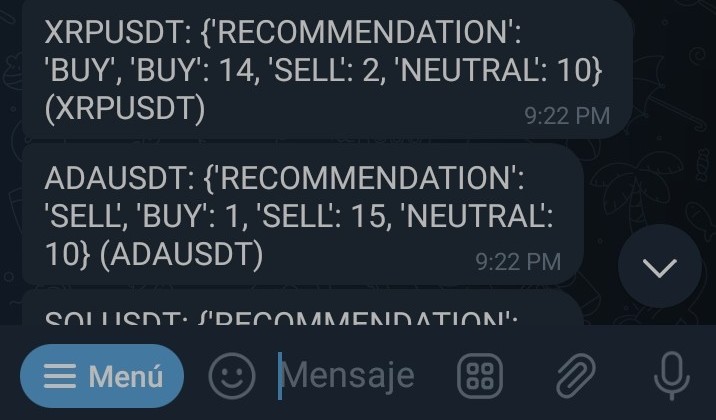 XRPUSDT: {'RECOMMENDATION':
'BUY', 'BUY': 14, 'SELL': 2, 'NEUTRAL': 10}
(XRPUSDT)
9:22 PM
ADAUSDT: {'RECOMMENDATION':
'SELL', 'BUY': 1, 'SELL': 15, 'NEUTRAL':
10} (ADAUSDT)
9:22 PM
SOLUSDT: {'RECOMMENDATION':
Menú
Mensaje